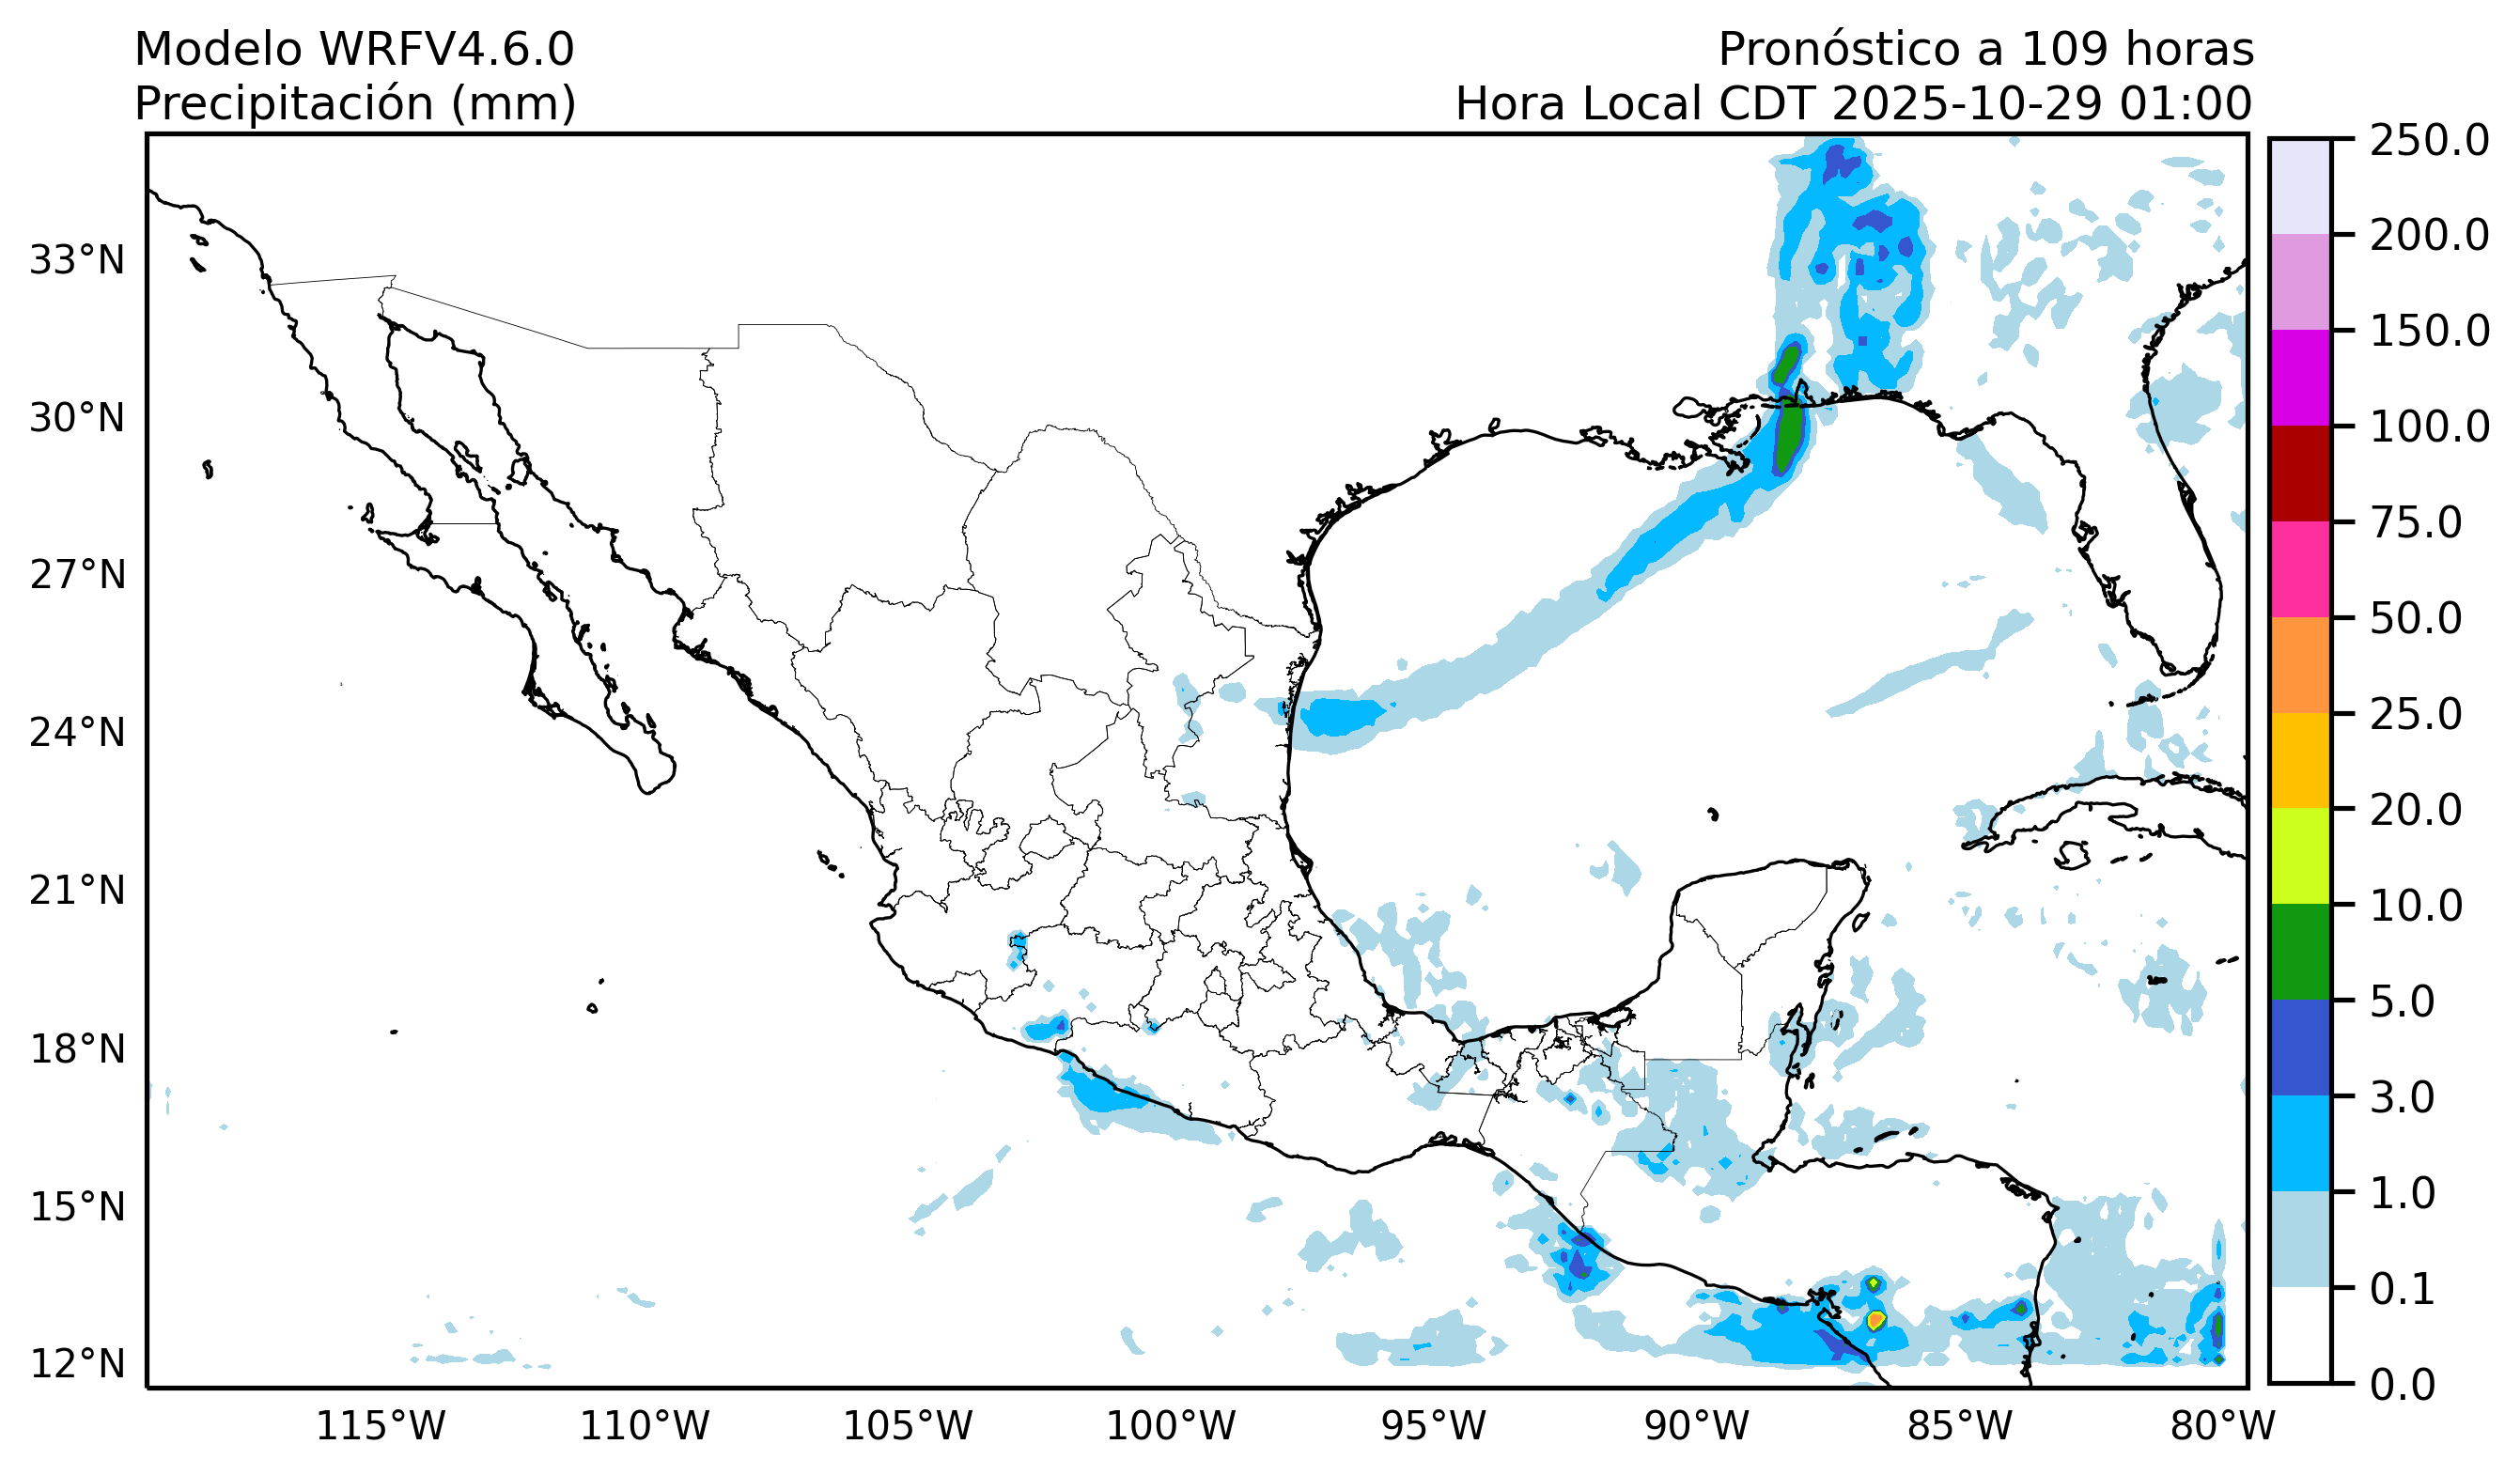 Modelo WRFV4.6.0
Precipitación (mm)
Pronóstico a 109 horas
Hora Local CDT 2025-10-29 01:00
33°N
30°N
27°N
24°N
21°N
18°N
15°N
12°N
115°W
110°W
105°W
100°W
95°W
90°W
85°W
80°W
250.0
200.0
150.0
100.0
75.0
50.0
25.0
20.0
10.0
5.0
3.0
1.0
0.1
0.0